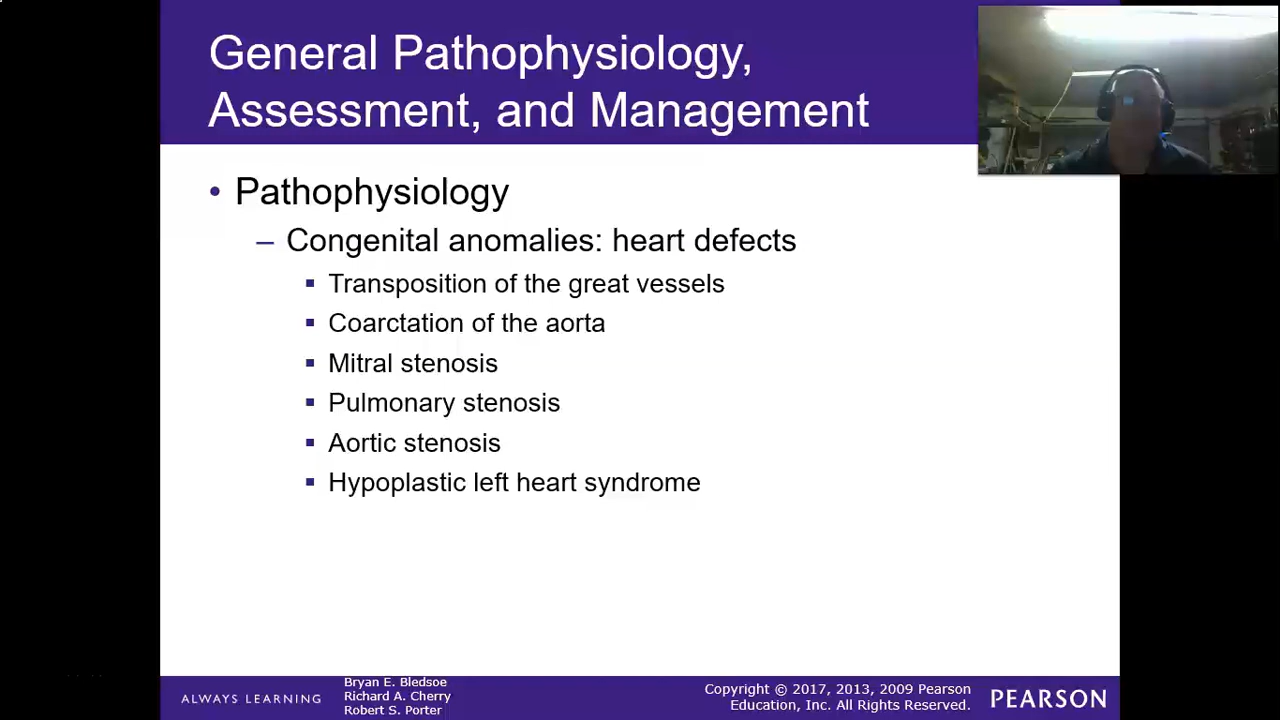 General Pathophysiology,
Assessment, and Management
• Pathophysiology
– Congenital anomalies: heart defects
▪ Transposition of the great vessels
▪ Coarctation of the aorta
▪ Mitral stenosis
▪ Pulmonary stenosis
▪ Aortic stenosis
▪ Hypoplastic left heart syndrome
ALWAYS LEARNING
Bryan E. Bledsoe
Richard A. Cherry
Robert S. Porter
Copyright © 2017, 2013, 2009 Pearson
Education, Inc. All Rights Reserved.
PEARSON